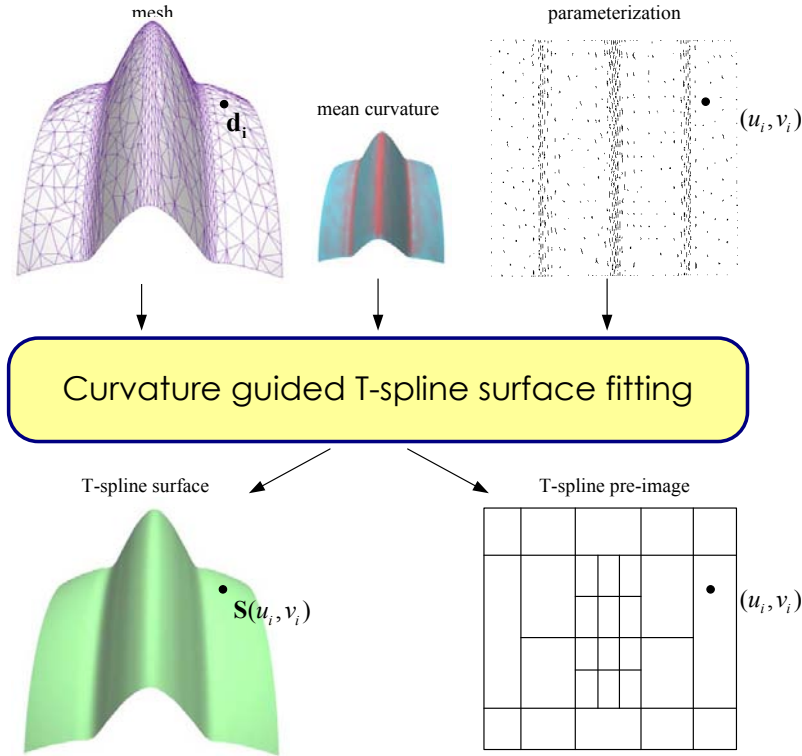 mesh
parameterization
mean curvature
d_i
(u_i, v_i)
Curvature guided T-spline surface fitting
T-spline surface
T-spline pre-image
S(u_i, v_i)
(u_i, v_i)